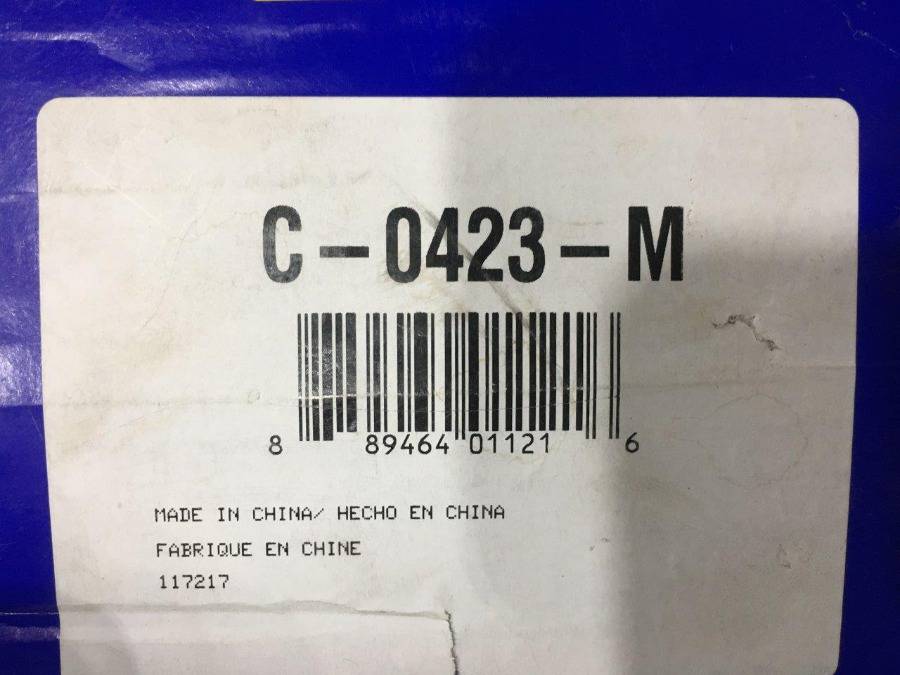 C-0423-M
8 89464 01121 6
MADE IN CHINA/ HECHO EN CHINA
FABRIQUE EN CHINE
117217